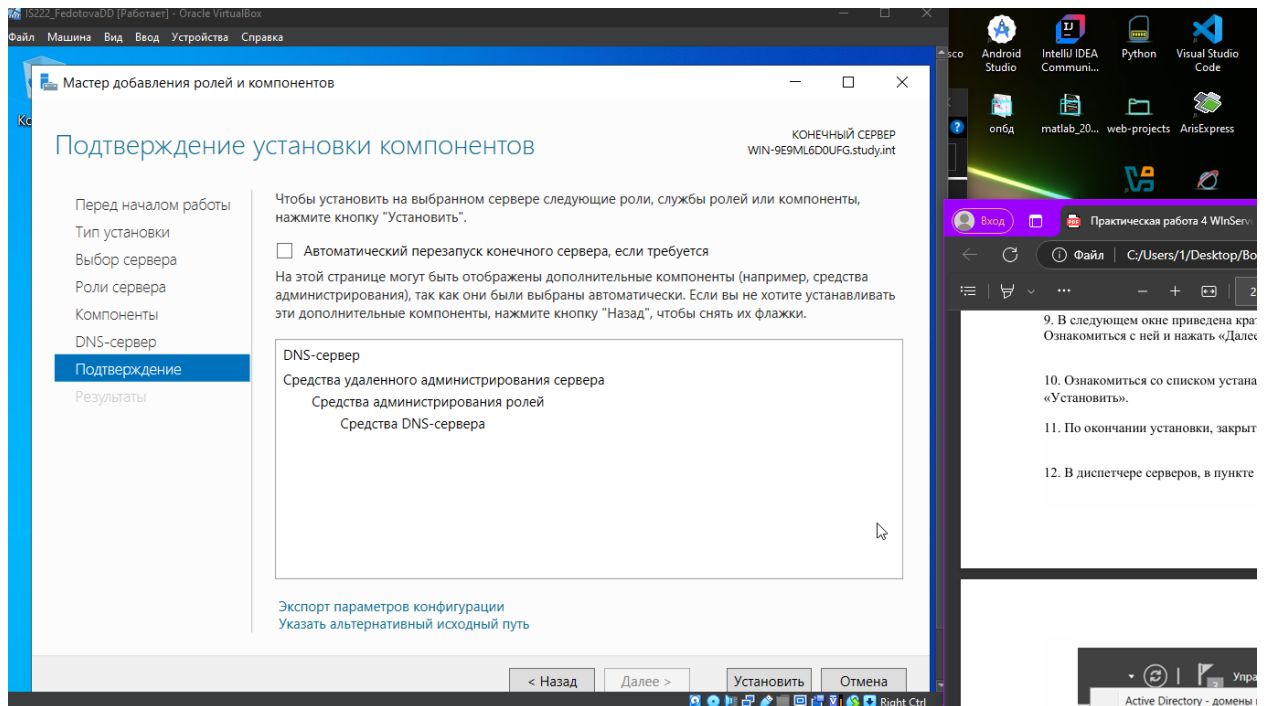 IS222_FedotovaDD [Работает] - Oracle VirtualBox
Файл Машина Вид Ввод Устройства Справка
Мастер добавления ролей и компонентов
Подтверждение установки компонентов
КОНЕЧНЫЙ СЕРВЕР
WIN-9E9ML6D0UFG.study.int
Перед началом работы
Тип установки
Выбор сервера
Роли сервера
Компоненты
DNS-сервер
Подтверждение
Результаты
Чтобы установить на выбранном сервере следующие роли, службы ролей или компоненты,
нажмите кнопку "Установить".
Автоматический перезапуск конечного сервера, если требуется
На этой странице могут быть отображены дополнительные компоненты (например, средства
администрирования), так как они были выбраны автоматически. Если вы не хотите устанавливать
эти дополнительные компоненты, нажмите кнопку "Назад", чтобы снять их флажки.
DNS-сервер
Средства удаленного администрирования сервера
Средства администрирования ролей
Средства DNS-сервера
Экспорт параметров конфигурации
Указать альтернативный исходный путь
< Назад
Далее >
Установить
Отмена
Right Ctrl
sco
Android
Studio
IntelliJ IDEA
Communi...
Python
Visual Studio
Code
опбд
matlab_20...
web-projects
ArisExpress
Вход
Практическая работа 4 WInServ
Файл
C:/Users/1/Desktop/Bo
2
9. В следующем окне приведена крат
Ознакомиться с ней и нажать «Далее
10. Ознакомиться со списком устана
«Установить».
11. По окончании установки, закрыт
12. В диспетчере серверов, в пункте
Упра
Active Directory - домены